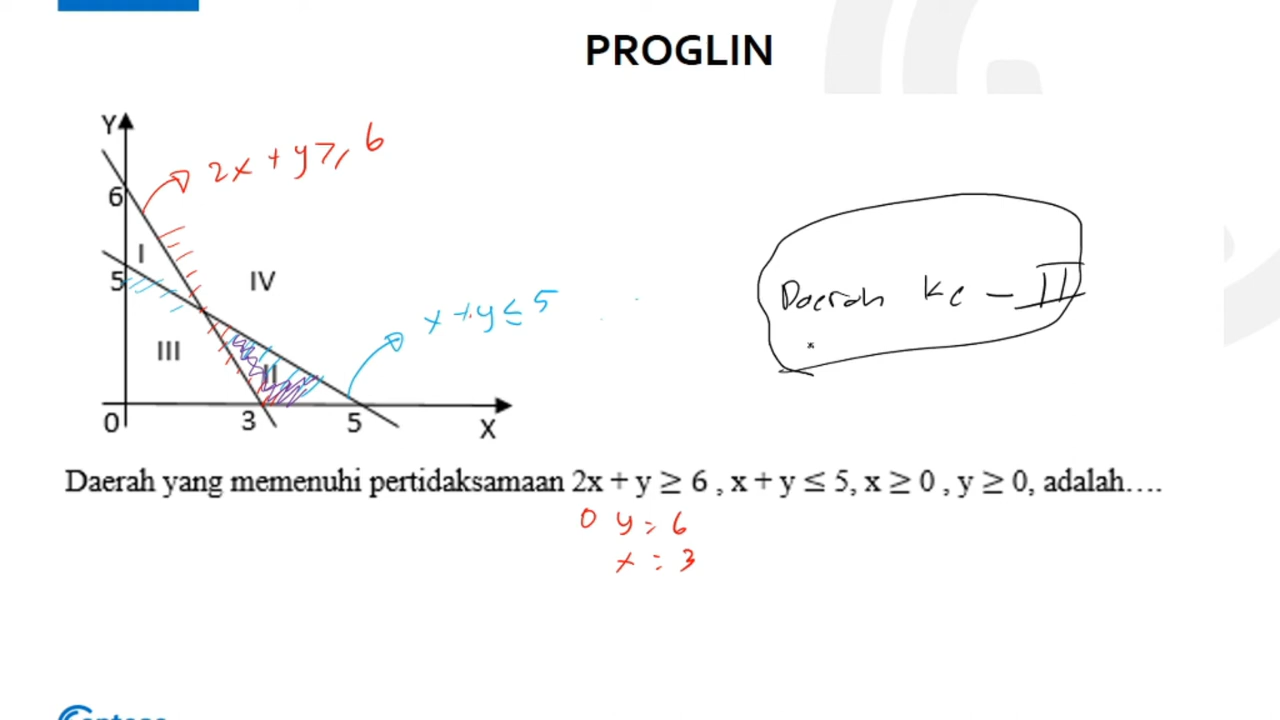 PROGLIN
Y
2x + y ≥ 6
6
I
IV
5
x + y ≤ 5
Daerah ke - II
III
II
0
3
5
X
Daerah yang memenuhi pertidaksamaan 2x + y ≥ 6 , x + y ≤ 5, x ≥ 0 , y ≥ 0, adalah….
0 y = 6
x = 3